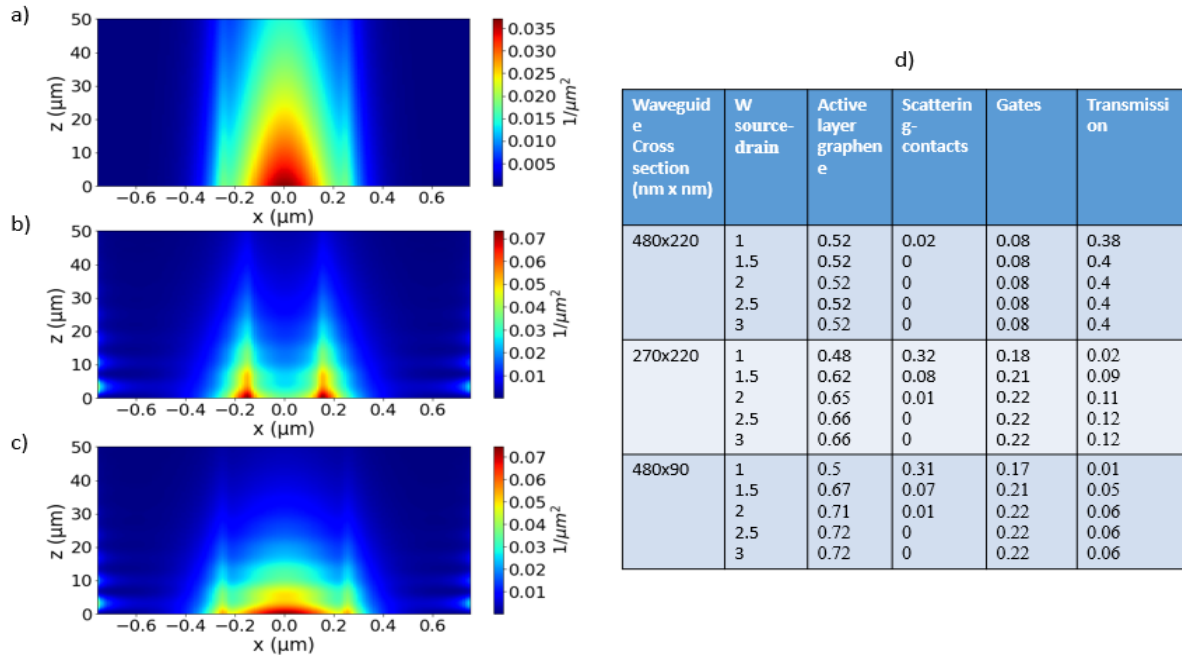 a)
50
40
30
20
10
0
z (µm)
−0.6 −0.4 −0.2 0.0 0.2 0.4 0.6
x (µm)
0.035
0.030
0.025
0.020
0.015
0.010
0.005
1/µm²
b)
50
40
30
20
10
0
z (µm)
−0.6 −0.4 −0.2 0.0 0.2 0.4 0.6
x (µm)
0.07
0.06
0.05
0.04
0.03
0.02
0.01
1/µm²
c)
50
40
30
20
10
0
z (µm)
−0.6 −0.4 −0.2 0.0 0.2 0.4 0.6
x (µm)
0.07
0.06
0.05
0.04
0.03
0.02
0.01
1/µm²
d)
Waveguid
e
Cross
section
(nm x nm)
W
source-
drain
Active
layer
graphen
e
Scatterin
g-
contacts
Gates
Transmissi
on
480x220 1 0.52 0.02 0.08 0.38
1.5 0.52 0 0.08 0.4
2 0.52 0 0.08 0.4
2.5 0.52 0 0.08 0.4
3 0.52 0 0.08 0.4
270x220 1 0.48 0.32 0.18 0.02
1.5 0.62 0.08 0.21 0.09
2 0.65 0.01 0.22 0.11
2.5 0.66 0 0.22 0.12
3 0.66 0 0.22 0.12
480x90 1 0.5 0.31 0.17 0.01
1.5 0.67 0.07 0.21 0.05
2 0.71 0.01 0.22 0.06
2.5 0.72 0 0.22 0.06
3 0.72 0 0.22 0.06